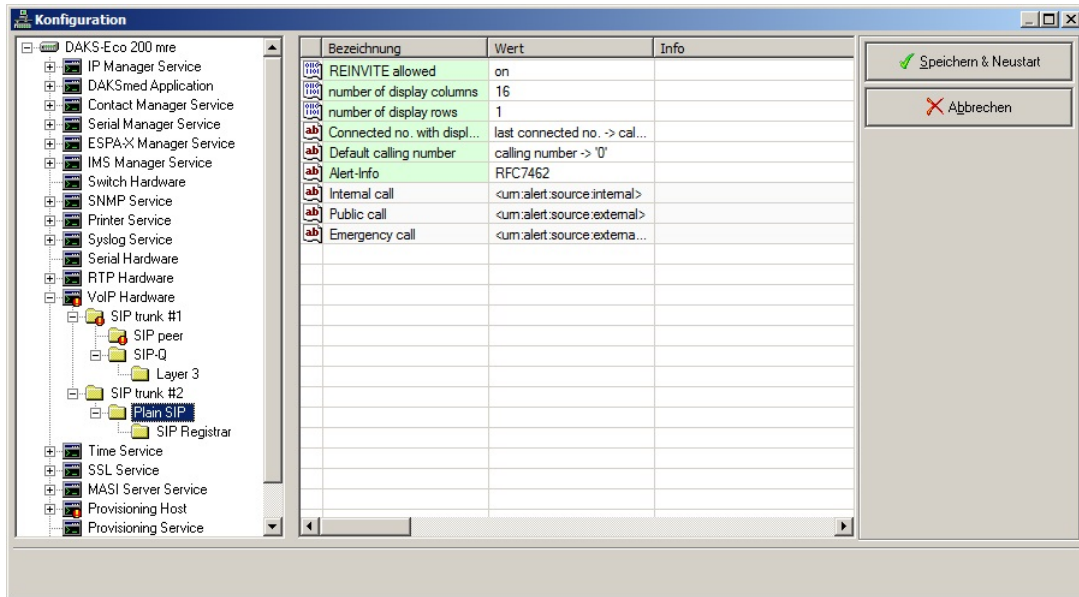 Konfiguration
DAKS-Eco 200 mre
IP Manager Service
DAKSmed Application
Contact Manager Service
Serial Manager Service
ESPA-X Manager Service
IMS Manager Service
Switch Hardware
SNMP Service
Printer Service
Syslog Service
Serial Hardware
RTP Hardware
VoIP Hardware
SIP trunk #1
SIP peer
SIP-Q
Layer 3
SIP trunk #2
Plain SIP
SIP Registrar
Time Service
SSL Service
MASI Server Service
Provisioning Host
Provisioning Service
Bezeichnung Wert Info
REINVITE allowed on
number of display columns 16
number of display rows 1
Connected no. with displ... last connected no. -> cal...
Default calling number calling number -> '0'
Alert-Info RFC7462
Internal call <urn:alert:source:internal>
Public call <urn:alert:source:external>
Emergency call <urn:alert:source:externa...
Speichern & Neustart
Abbrechen